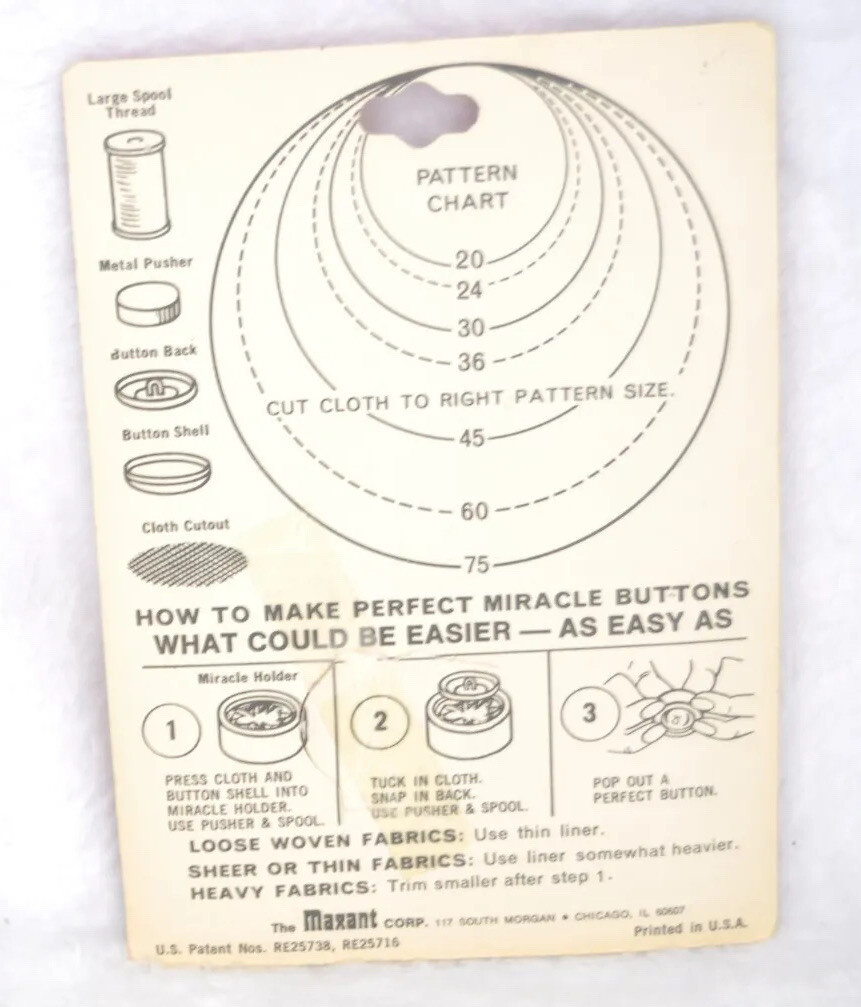 Large Spool
Thread
Metal Pusher
Button Back
Button Shell
Cloth Cutout
PATTERN
CHART
20
24
30
36
CUT CLOTH TO RIGHT PATTERN SIZE.
45
60
75
HOW TO MAKE PERFECT MIRACLE BUTTONS
WHAT COULD BE EASIER — AS EASY AS
Miracle Holder
1
PRESS CLOTH AND
BUTTON SHELL INTO
MIRACLE HOLDER.
USE PUSHER & SPOOL.
2
TUCK IN CLOTH.
SNAP IN BACK.
USE PUSHER & SPOOL.
3
POP OUT A
PERFECT BUTTON.
LOOSE WOVEN FABRICS: Use thin liner.
SHEER OR THIN FABRICS: Use liner somewhat heavier.
HEAVY FABRICS: Trim smaller after step 1.
The Maxant CORP. 117 SOUTH MORGAN • CHICAGO, IL 60607
U.S. Patent Nos. RE25738, RE25716
Printed in U.S.A.